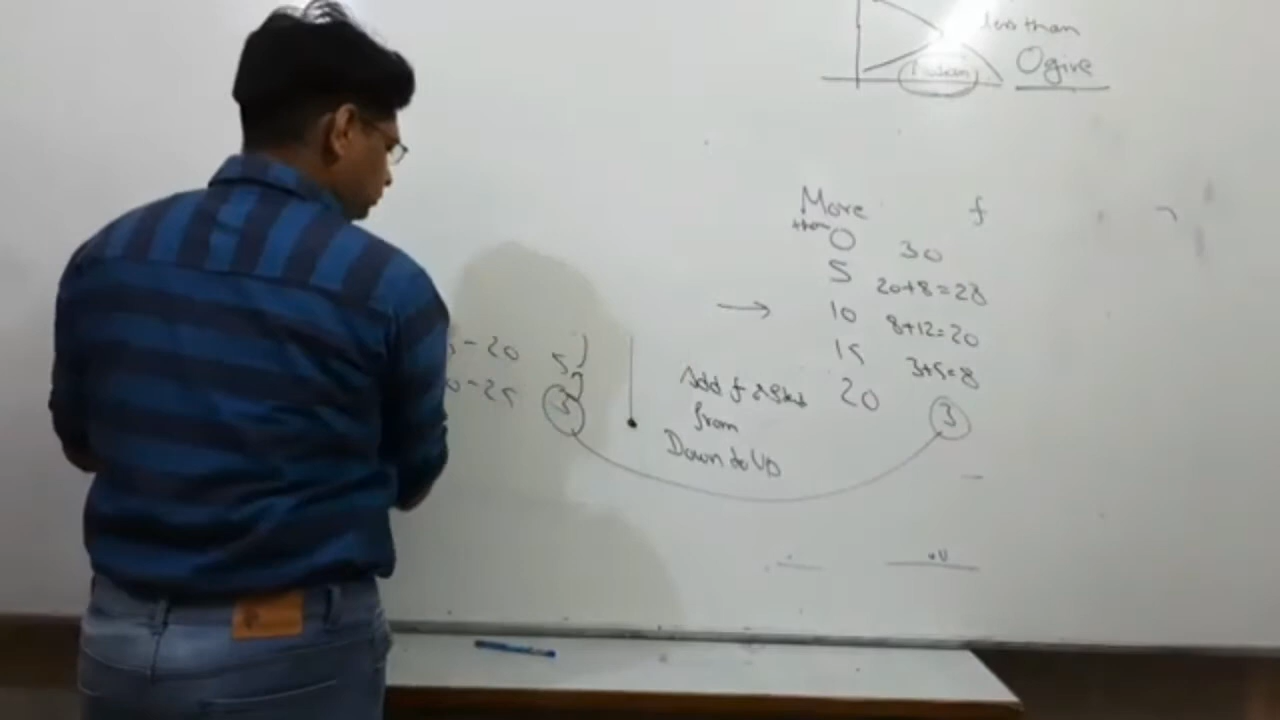 less than
Ogive
More f
than
0 30
5 20+8=28
10 8+12=20
15 3+5=8
20 3
- 20 5
- 25 3
Add f
from
Down to Up